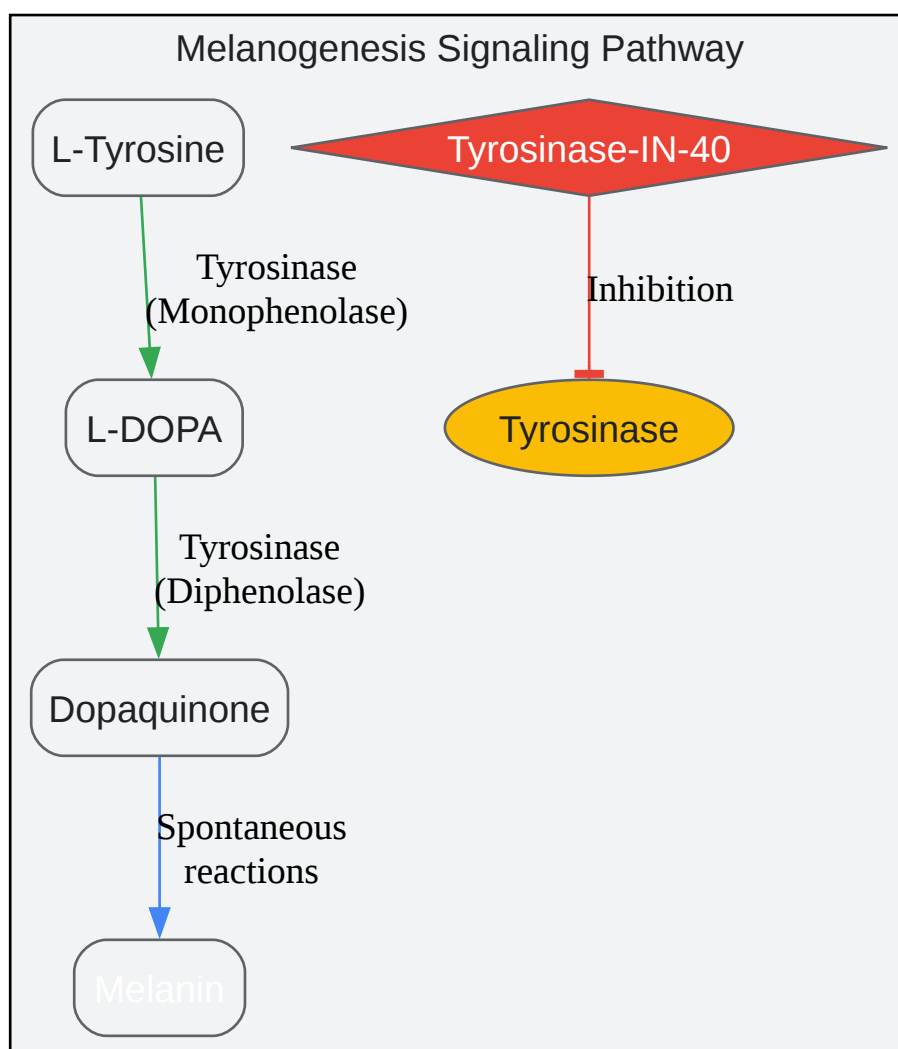 Melanogenesis Signaling Pathway
L-Tyrosine
Tyrosinase-IN-40
Tyrosinase
(Monophenolase)
Inhibition
L-DOPA
Tyrosinase
Tyrosinase
(Diphenolase)
Dopaquinone
Spontaneous
reactions
Melanin